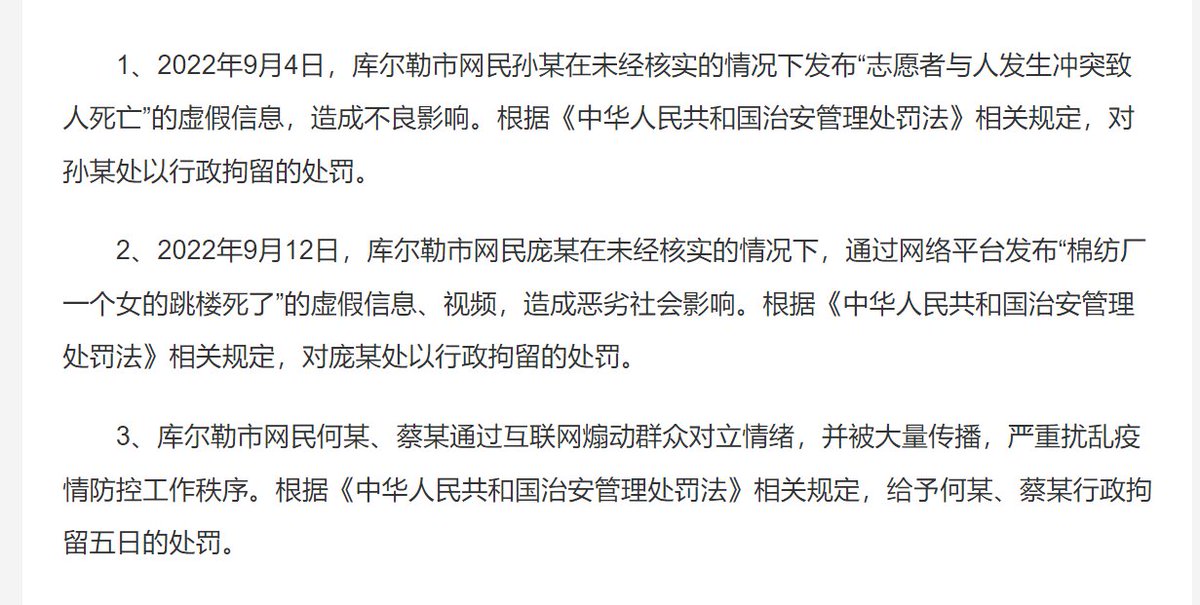 1、2022年9月4日，库尔勒市网民孙某在未经核实的情况下发布“志愿者与人发生冲突致
人死亡”的虚假信息，造成不良影响。根据《中华人民共和国治安管理处罚法》相关规定，对
孙某处以行政拘留的处罚。
2、2022年9月12日，库尔勒市网民庞某在未经核实的情况下，通过网络平台发布“棉纺厂
一个女的跳楼死了”的虚假信息、视频，造成恶劣社会影响。根据《中华人民共和国治安管理
处罚法》相关规定，对庞某处以行政拘留的处罚。
3、库尔勒市网民何某、蔡某通过互联网煽动群众对立情绪，并被大量传播，严重扰乱疫
情防控工作秩序。根据《中华人民共和国治安管理处罚法》相关规定，给予何某、蔡某行政拘
留五日的处罚。